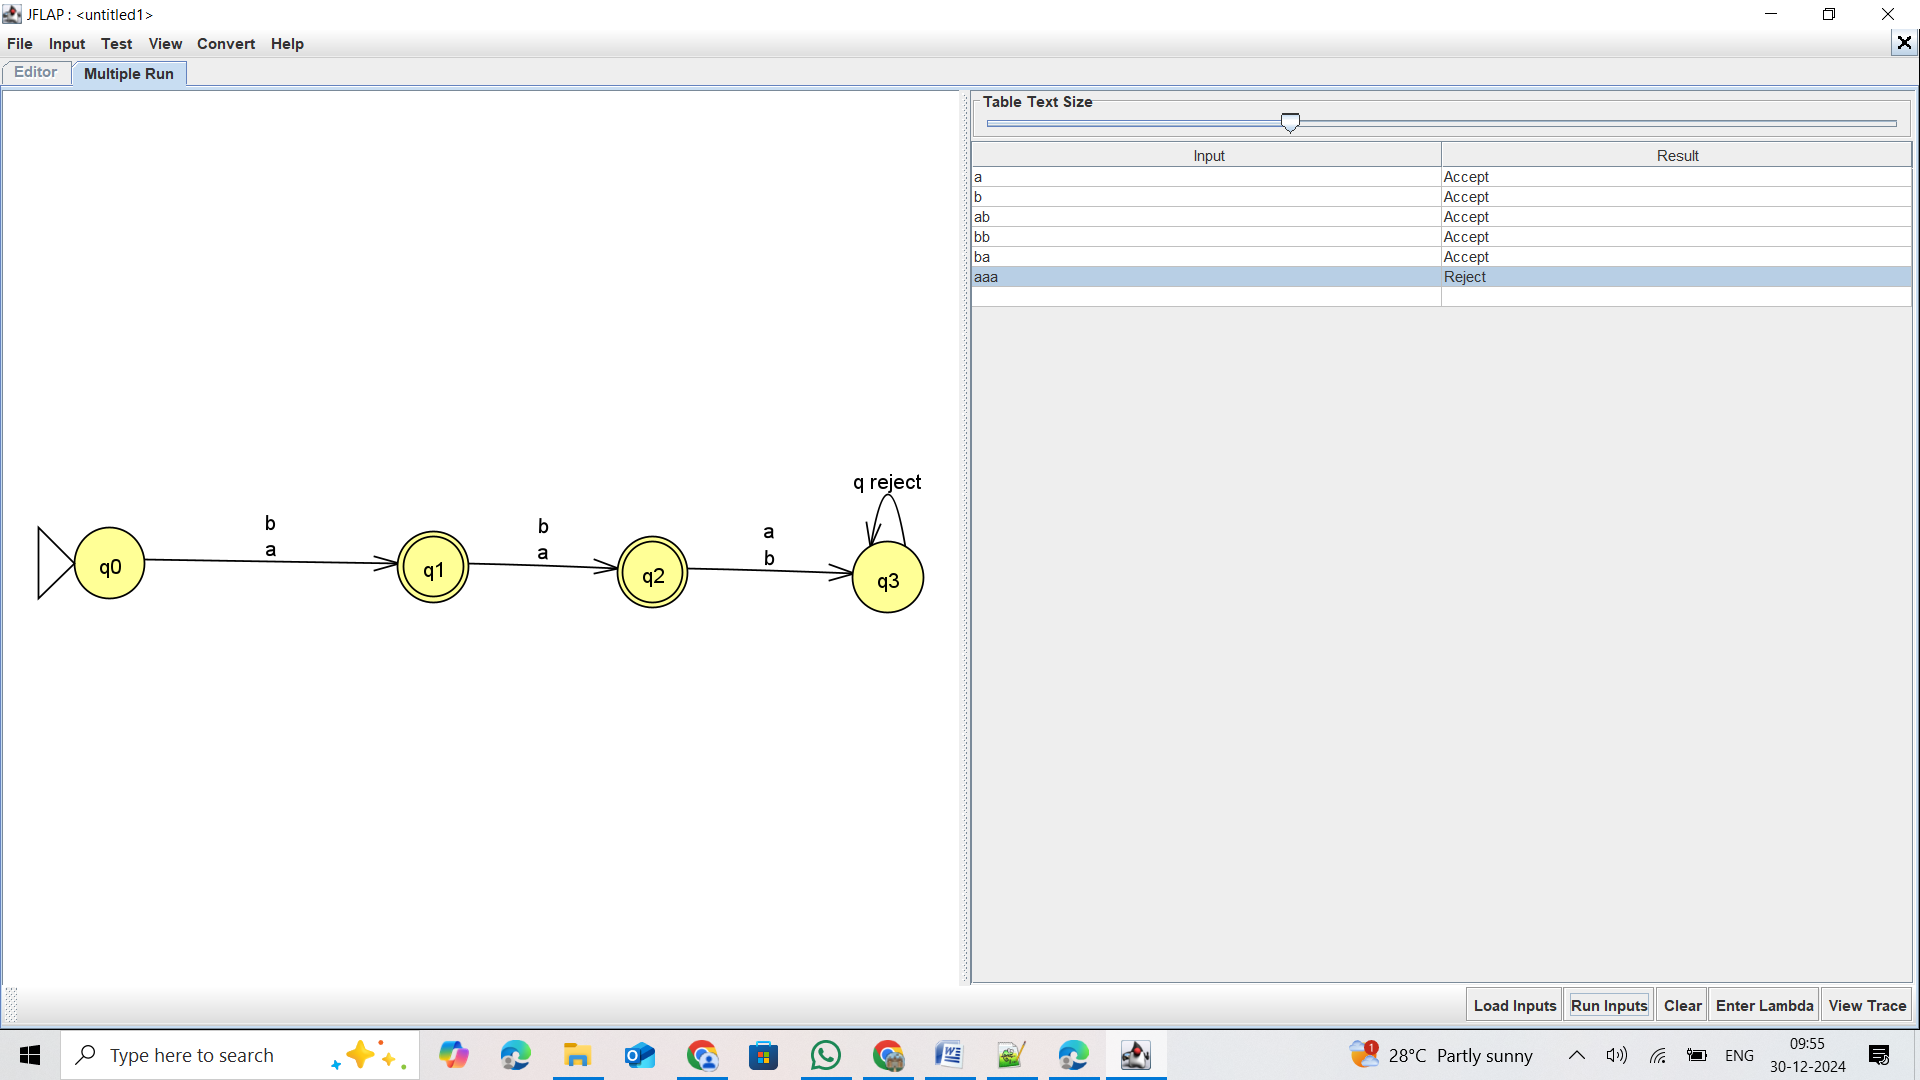 JFLAP : <untitled1>
File Input Test View Convert Help
Editor Multiple Run
Table Text Size
Input Result
a Accept
b Accept
ab Accept
bb Accept
ba Accept
aaa Reject
q reject
b
a
b
a
a
b
q0
q1
q2
q3
Load Inputs Run Inputs Clear Enter Lambda View Trace
Type here to search
1
28°C Partly sunny
ENG
09:55
30-12-2024